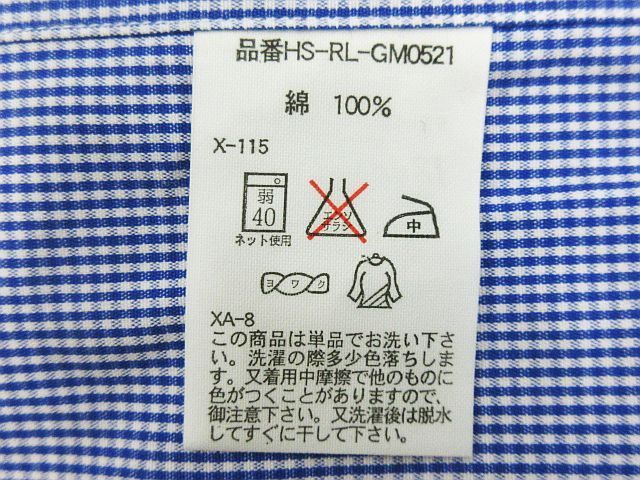 品番HS-RL-GM0521
綿 100%
X-115
弱
40
ネット使用
エンソ
サラシ
中
ヨワク
XA-8
この商品は単品でお洗い下さ
い。洗濯の際多少色落ちしま
す。又着用中摩擦で他のものに
色がつくことがありますので、
御注意下さい。又洗濯後は脱水
してすぐに干して下さい。